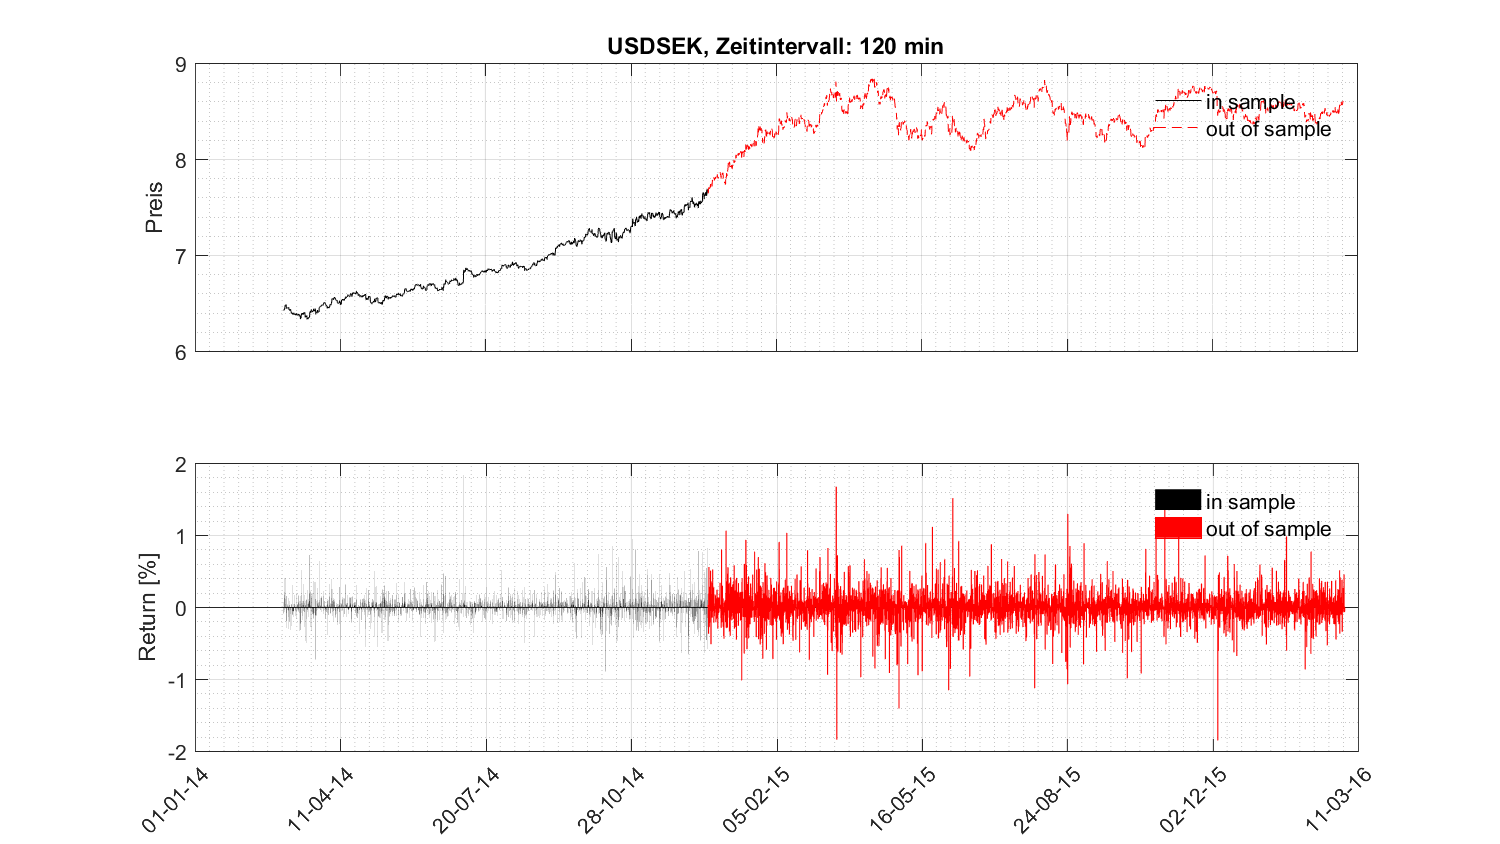 USDSEK, Zeitintervall: 120 min
9
8
7
6
Preis
in sample
out of sample
2
1
0
-1
-2
Return [%]
in sample
out of sample
01-01-14
11-04-14
20-07-14
28-10-14
05-02-15
16-05-15
24-08-15
02-12-15
11-03-16